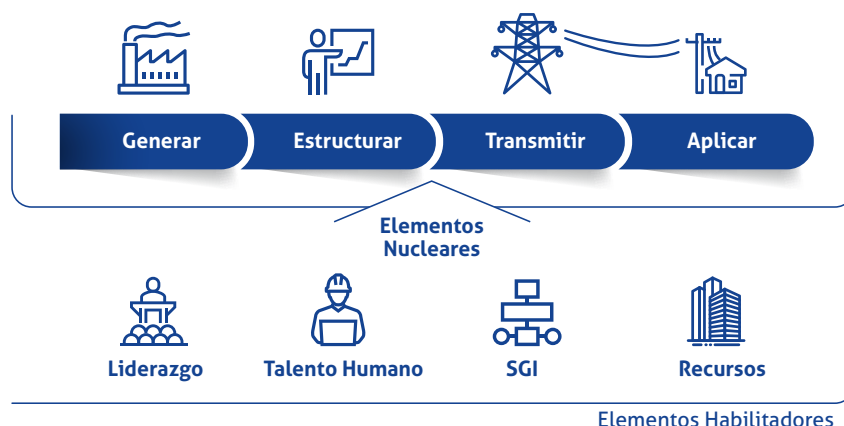 Generar
Estructurar
Transmitir
Aplicar
Elementos
Nucleares
Liderazgo
Talento Humano
SGI
Recursos
Elementos Habilitadores